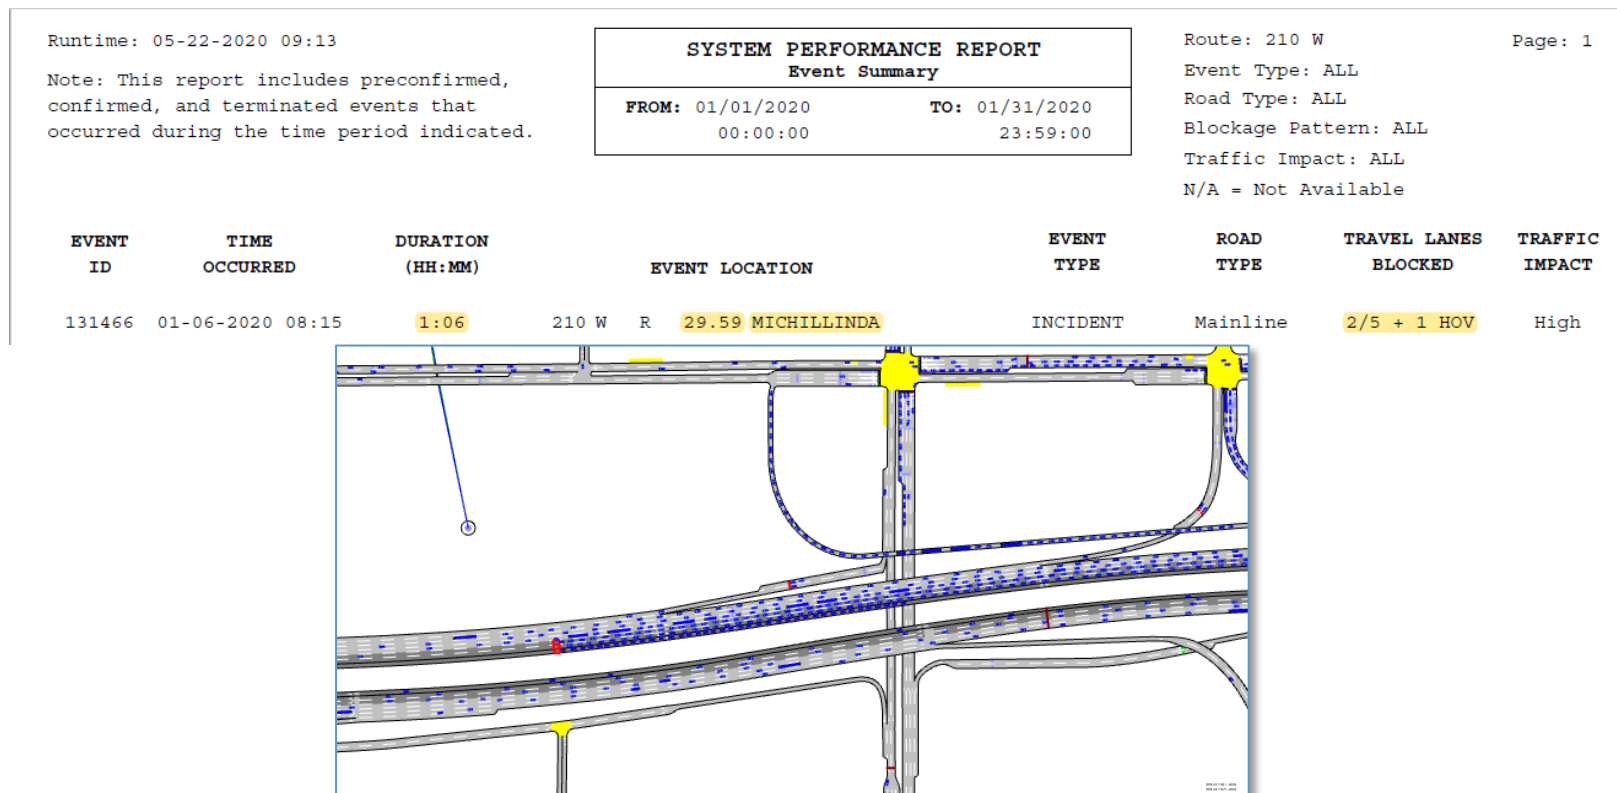 Runtime: 05-22-2020 09:13
Note: This report includes preconfirmed,
confirmed, and terminated events that
occurred during the time period indicated.
SYSTEM PERFORMANCE REPORT
Event Summary
FROM: 01/01/2020 TO: 01/31/2020
00:00:00 23:59:00
Route: 210 W Page: 1
Event Type: ALL
Road Type: ALL
Blockage Pattern: ALL
Traffic Impact: ALL
N/A = Not Available
EVENT TIME DURATION EVENT ROAD TRAVEL LANES TRAFFIC
ID OCCURRED (HH:MM) EVENT LOCATION TYPE TYPE BLOCKED IMPACT
131466 01-06-2020 08:15 1:06 210 W R 29.59 MICHILLINDA INCIDENT Mainline 2/5 + 1 HOV High